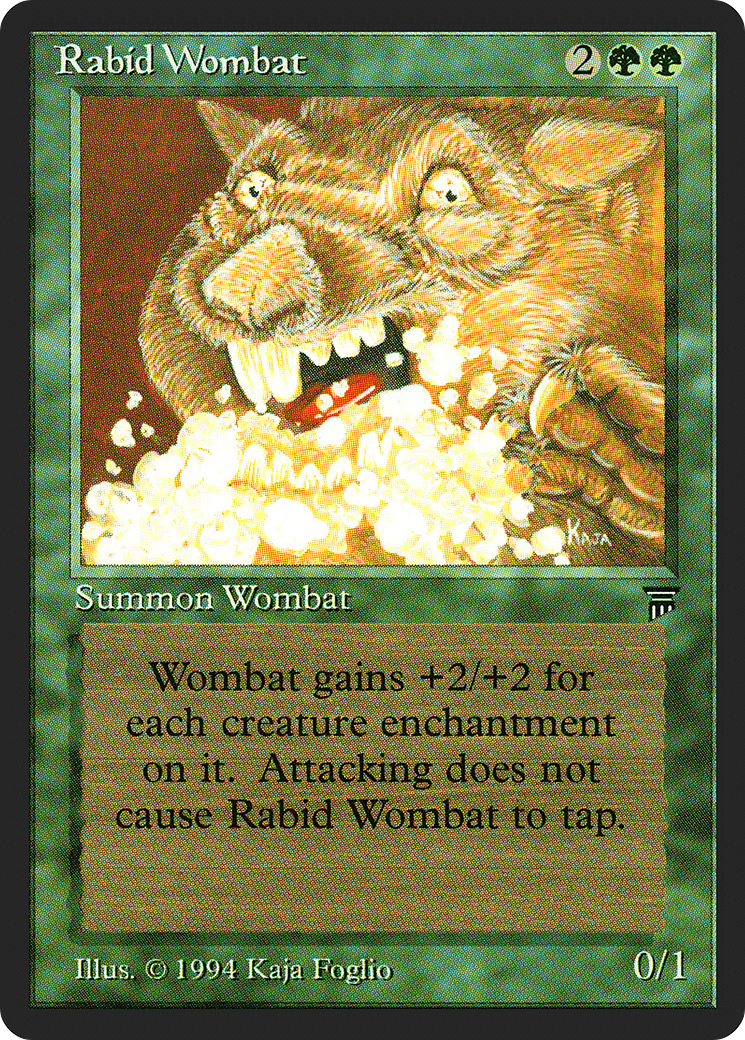 Rabid Wombat 2
KAJA
Summon Wombat
Wombat gains +2/+2 for
each creature enchantment
on it. Attacking does not
cause Rabid Wombat to tap.
Illus. © 1994 Kaja Foglio 0/1